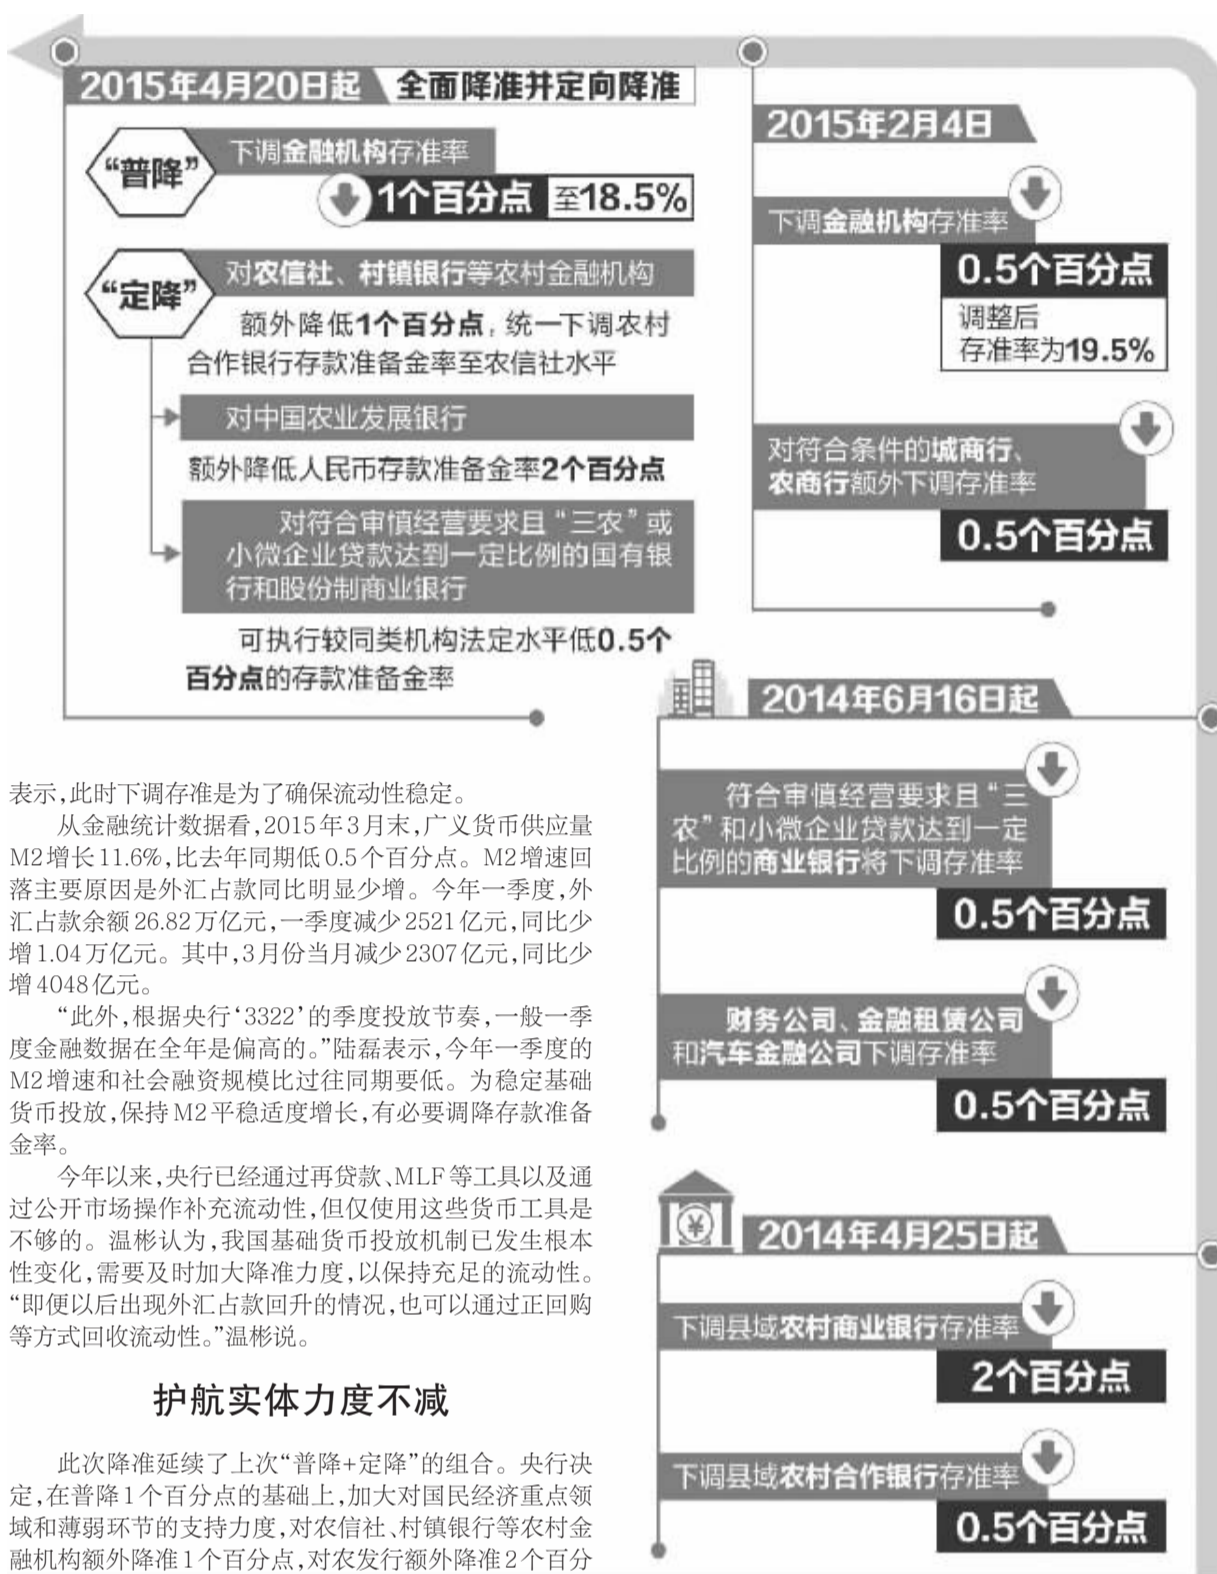 2015年4月20日起 全面降准并定向降准
“普降”
下调金融机构存准率
1个百分点 至18.5%
“定降”
对农信社、村镇银行等农村金融机构
额外降低1个百分点，统一下调农村
合作银行存款准备金率至农信社水平
对中国农业发展银行
额外降低人民币存款准备金率2个百分点
对符合审慎经营要求且“三农”或
小微企业贷款达到一定比例的国有银
行和股份制商业银行
可执行较同类机构法定水平低0.5个
百分点的存款准备金率
2015年2月4日
下调金融机构存准率
0.5个百分点
调整后
存准率为19.5%
对符合条件的城商行、
农商行额外下调存准率
0.5个百分点
2014年6月16日起
符合审慎经营要求且“三
农”和小微企业贷款达到一定
比例的商业银行将下调存准率
0.5个百分点
财务公司、金融租赁公司
和汽车金融公司下调存准率
0.5个百分点
¥
2014年4月25日起
下调县域农村商业银行存准率
2个百分点
下调县域农村合作银行存准率
0.5个百分点
表示，此时下调存准是为了确保流动性稳定。
从金融统计数据看，2015年3月末，广义货币供应量
M2增长11.6%，比去年同期低0.5个百分点。M2增速回
落主要原因是外汇占款同比明显少增。今年一季度，外
汇占款余额26.82万亿元，一季度减少2521亿元，同比少
增1.04万亿元。其中，3月份当月减少2307亿元，同比少
增4048亿元。
“此外，根据央行‘3322’的季度投放节奏，一般一季
度金融数据在全年是偏高的。”陆磊表示，今年一季度的
M2增速和社会融资规模比过往同期要低。为稳定基础
货币投放，保持M2平稳适度增长，有必要调降存款准备
金率。
今年以来，央行已经通过再贷款、MLF等工具以及通
过公开市场操作补充流动性，但仅使用这些货币工具是
不够的。温彬认为，我国基础货币投放机制已发生根本
性变化，需要及时加大降准力度，以保持充足的流动性。
“即便以后出现外汇占款回升的情况，也可以通过正回购
等方式回收流动性。”温彬说。
护航实体力度不减
此次降准延续了上次“普降+定降”的组合。央行决
定，在普降1个百分点的基础上，加大对国民经济重点领
域和薄弱环节的支持力度，对农信社、村镇银行等农村金
融机构额外降准1个百分点，对农发行额外降准2个百分